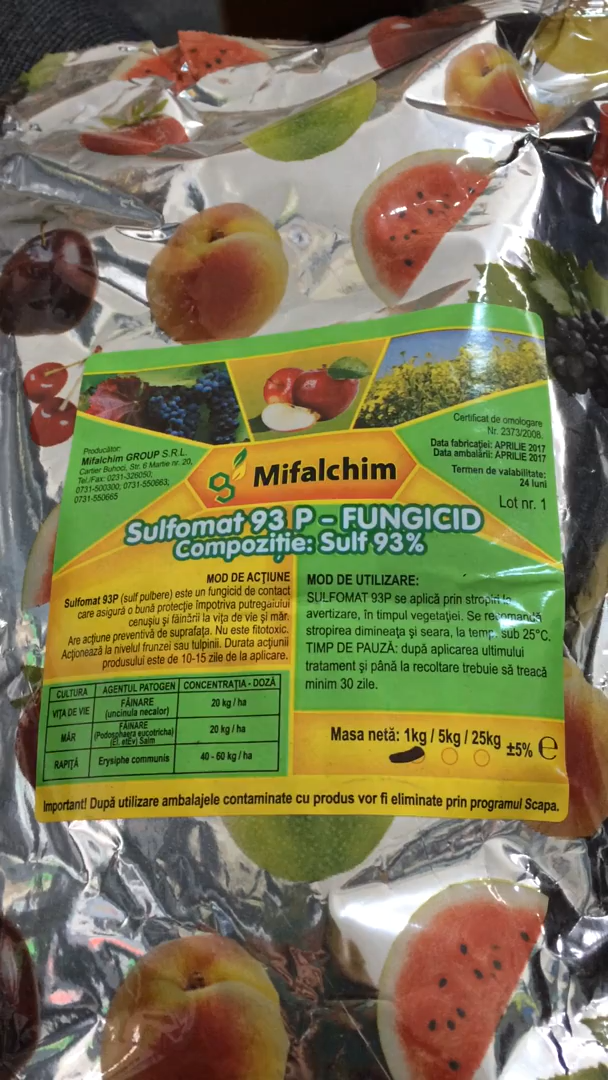 Producător:
Mifalchim GROUP S.R.L.
Cartier Buhoci, Str. 6 Martie nr. 20,
Tel./Fax: 0231-326050;
0731-500300; 0731-550663,
0731-550665
Certificat de omologare
Nr. 2373/2008.
Data fabricației: APRILIE 2017
Data ambalării: APRILIE 2017
Termen de valabilitate:
24 luni
Lot nr. 1
Mifalchim
Sulfomat 93 P - FUNGICID
Compoziție: Sulf 93%
MOD DE ACȚIUNE
Sulfomat 93P (sulf pulbere) este un fungicid de contact
care asigură o bună protecție împotriva putregaiului
cenușiu și făinării la vița de vie și măr.
Are acțiune preventivă de suprafața. Nu este fitotoxic.
Acționează la nivelul frunzei sau tulpinii. Durata acțiunii
produsului este de 10-15 zile de la aplicare.
MOD DE UTILIZARE:
SULFOMAT 93P se aplică prin stropiri la
avertizare, în timpul vegetației. Se recomandă
stropirea dimineața și seara, la temp. sub 25°C.
TIMP DE PAUZĂ: după aplicarea ultimului
tratament și până la recoltare trebuie să treacă
minim 30 zile.
CULTURA AGENTUL PATOGEN CONCENTRAȚIA - DOZĂ
VIȚA DE VIE FĂINARE (uncinula necalor) 20 kg / ha
MĂR FĂINARE (Podosphaera eucotricha) (El. etEv) Salm 20 kg / ha
RAPIȚĂ Erysiphe communis 40 - 60 kg / ha
Masa netă: 1kg / 5kg / 25kg ±5% e
Important! După utilizare ambalajele contaminate cu produs vor fi eliminate prin programul Scapa.